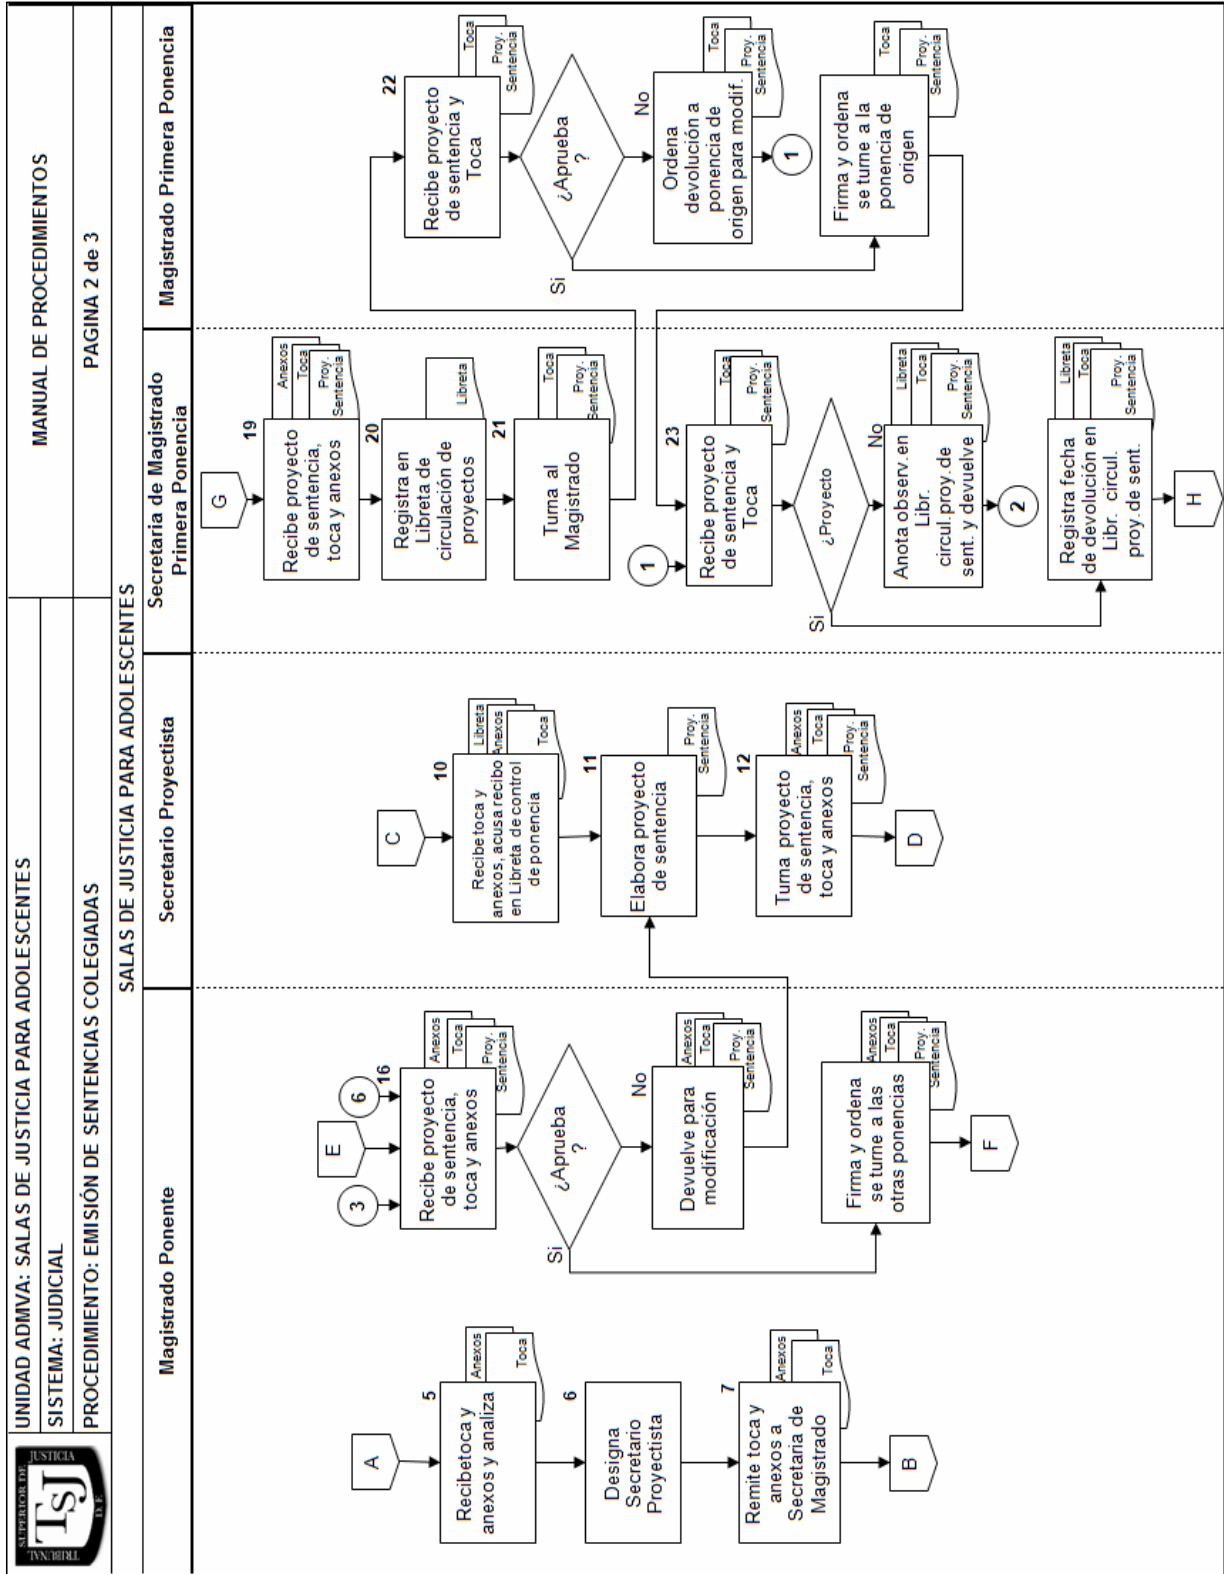 TRIBUNAL
SUPERIOR DE
JUSTICIA
D.F.
TSJ
UNIDAD ADMVA: SALAS DE JUSTICIA PARA ADOLESCENTES
MANUAL DE PROCEDIMIENTOS
SISTEMA: JUDICIAL
PROCEDIMIENTO: EMISIÓN DE SENTENCIAS COLEGIADAS
PAGINA 2 de 3
SALAS DE JUSTICIA PARA ADOLESCENTES
Magistrado Ponente
Secretario Proyectista
Secretaria de Magistrado
Primera Ponencia
Magistrado Primera Ponencia
A
5
Recibe toca y
anexos y analiza
Anexos
Toca
6
Designa
Secretario
Proyectista
7
Remite toca y
anexos a
Secretaria de
Magistrado
Anexos
Toca
B
3
E
6
16
Recibe proyecto
de sentencia,
toca y anexos
Anexos
Toca
Proy.
Sentencia
¿Aprueba
?
Si
No
Devuelve para
modificación
Anexos
Toca
Proy.
Sentencia
Firma y ordena
se turne a las
otras ponencias
Anexos
Toca
Proy.
Sentencia
F
C
10
Recibe toca y
anexos, acusa recibo
en Libreta de control
de ponencia
Libreta
Anexos
Toca
11
Elabora proyecto
de sentencia
Proy.
Sentencia
12
Turna proyecto
de sentencia,
toca y anexos
Anexos
Toca
Proy.
Sentencia
D
G
19
Recibe proyecto
de sentencia,
toca y anexos
Anexos
Toca
Proy.
Sentencia
20
Registra en
Libreta de
circulación de
proyectos
Libreta
21
Turna al
Magistrado
Toca
Proy.
Sentencia
1
23
Recibe proyecto
de sentencia y
Toca
Toca
Proy.
Sentencia
¿Proyecto
Si
No
Anota observ. en
Libr.
circul.proy. de
sent. y devuelve
Libreta
Toca
Proy.
Sentencia
2
Registra fecha
de devolución en
Libr. circul.
proy. de sent.
Libreta
Toca
Proy.
Sentencia
H
22
Recibe proyecto
de sentencia y
Toca
Toca
Proy.
Sentencia
¿Aprueba
?
Si
No
Ordena
devolución a
ponencia de
origen para modif.
Toca
Proy.
Sentencia
1
Firma y ordena
se turne a la
ponencia de
origen
Toca
Proy.
Sentencia